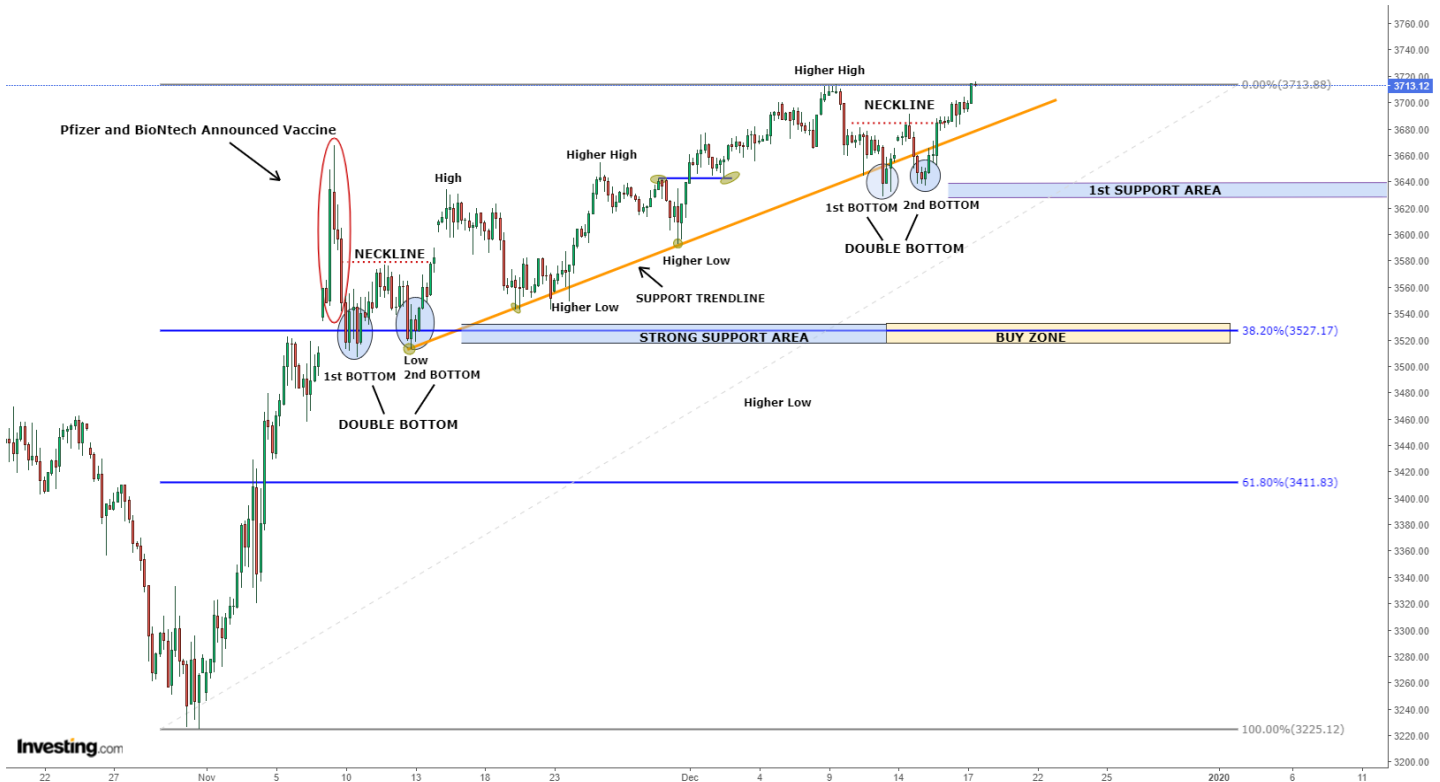 3760.00
3740.00
3720.00
3713.12
3700.00
3680.00
3660.00
3640.00
3620.00
3600.00
3580.00
3560.00
3540.00
3520.00
3500.00
3480.00
3460.00
3440.00
3420.00
3400.00
3380.00
3360.00
3340.00
3320.00
3300.00
3280.00
3260.00
3240.00
3220.00
3200.00
Higher High
0.00%(3713.88)
NECKLINE
Pfizer and BioNtech Announced Vaccine
Higher High
High
1st SUPPORT AREA
1st BOTTOM
2nd BOTTOM
DOUBLE BOTTOM
NECKLINE
Higher Low
SUPPORT TRENDLINE
Higher Low
38.20%(3527.17)
STRONG SUPPORT AREA
BUY ZONE
Low
1st BOTTOM
2nd BOTTOM
DOUBLE BOTTOM
Higher Low
61.80%(3411.83)
100.00%(3225.12)
Investing.com
22
27
Nov
5
10
13
18
23
Dec
4
9
14
17
22
25
2020
6
11